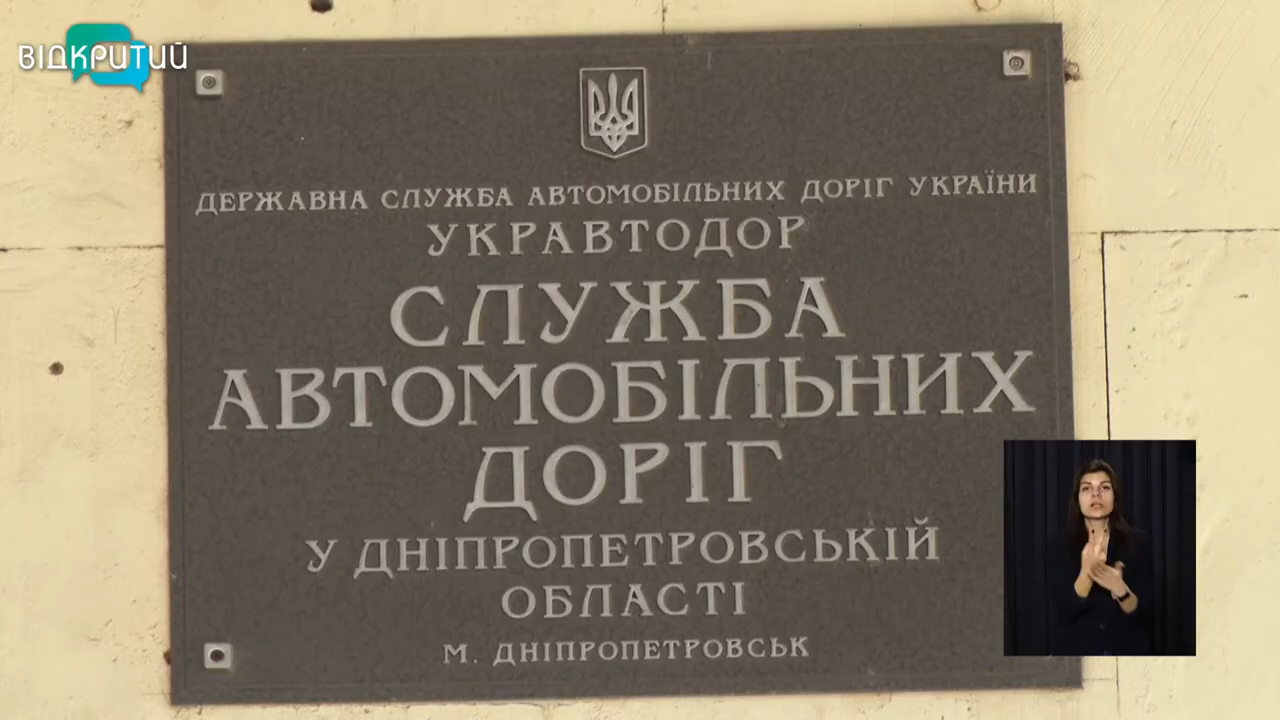 ВІДКРИТИЙ
ДЕРЖАВНА СЛУЖБА АВТОМОБІЛЬНИХ ДОРІГ УКРАЇНИ
УКРАВТОДОР
СЛУЖБА
АВТОМОБІЛЬНИХ
ДОРІГ
У ДНІПРОПЕТРОВСЬКІЙ
ОБЛАСТІ
М. ДНІПРОПЕТРОВСЬК